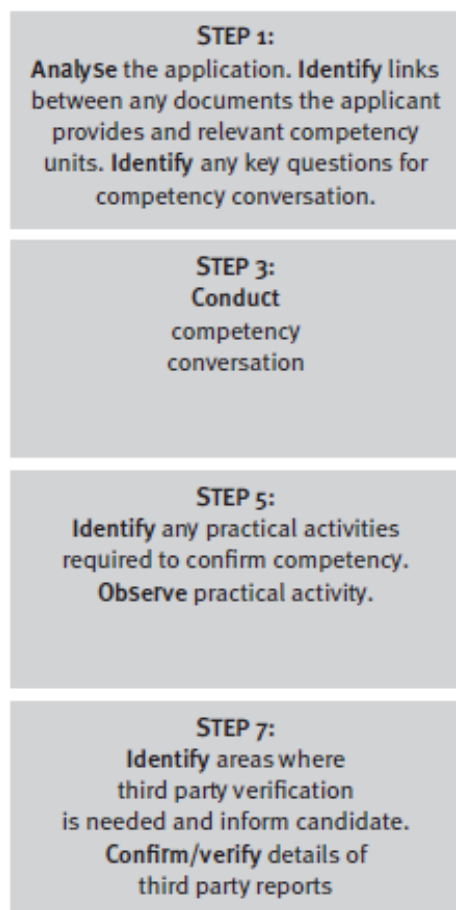 STEP 1:
Analyse the application. Identify links
between any documents the applicant
provides and relevant competency
units. Identify any key questions for
competency conversation.
STEP 3:
Conduct
competency
conversation
STEP 5:
Identify any practical activities
required to confirm competency.
Observe practical activity.
STEP 7:
Identify areas where
third party verification
is needed and inform candidate.
Confirm/verify details of
third party reports